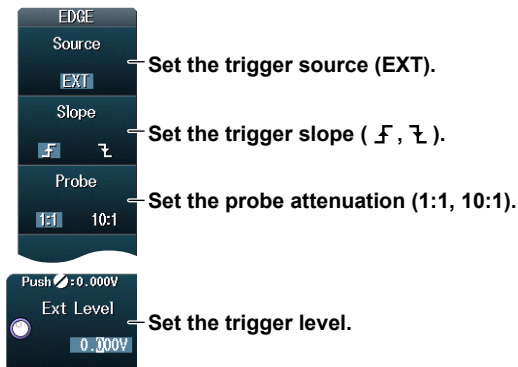 EDGE
Source
EXT
Set the trigger source (EXT).
Slope
Set the trigger slope ( , ).
Probe
1:1 10:1
Set the probe attenuation (1:1, 10:1).
Push :0.000V
Ext Level
0.000V
Set the trigger level.